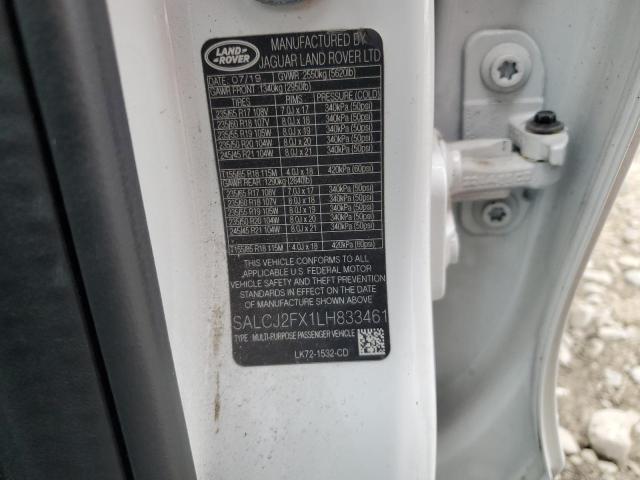 LAND-
ROVER
MANUFACTURED BY
JAGUAR LAND ROVER LTD
DATE: 07/19 GVWR 2550kg (5620lb)
GAWR FRONT 1340kg (2950lb)
TYRES RIMS PRESSURE (COLD)
235/65 R17 108V 7.0J x 17 340kPa (50psi)
235/60 R18 107V 8.0J x 18 340kPa (50psi)
235/55 R19 105W 8.0J x 19 340kPa (50psi)
235/50 R20 104W 8.0J x 20 340kPa (50psi)
245/45 R21 104W 8.0J x 21 340kPa (50psi)
T155/85 R18 115M 4.0J x 18 420kPa (60psi)
GAWR REAR: 1290kg (2840lb)
235/65 R17 108V 7.0J x 17 340kPa (50psi)
235/60 R18 107V 8.0J x 18 340kPa (50psi)
235/55 R19 105W 8.0J x 19 340kPa (50psi)
235/50 R20 104W 8.0J x 20 340kPa (50psi)
245/45 R21 104W 8.0J x 21 340kPa (50psi)
T155/85 R18 115M 4.0J x 18 420kPa (60psi)
THIS VEHICLE CONFORMS TO ALL
APPLICABLE U.S. FEDERAL MOTOR
VEHICLE SAFETY AND THEFT PREVENTION
STANDARDS IN EFFECT ON THE DATE
OF MANUFACTURE SHOWN ABOVE.
SALCJ2FX1LH833461
TYPE: MULTI-PURPOSE PASSENGER VEHICLE
LK72-1532-CD